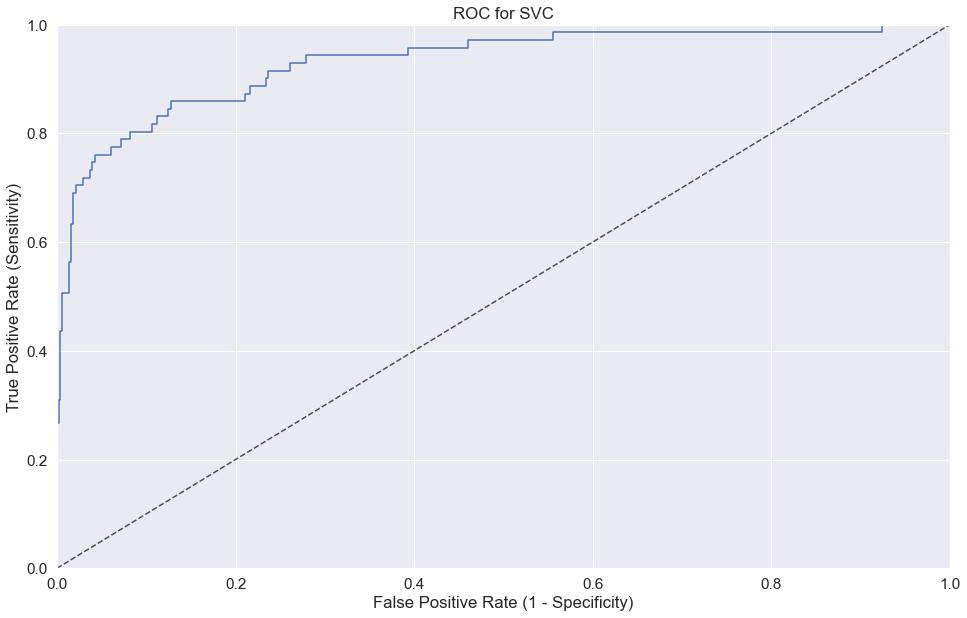 ROC for SVC
True Positive Rate (Sensitivity)
1.0
0.8
0.6
0.4
0.2
0.0
0.0 0.2 0.4 0.6 0.8 1.0
False Positive Rate (1 - Specificity)